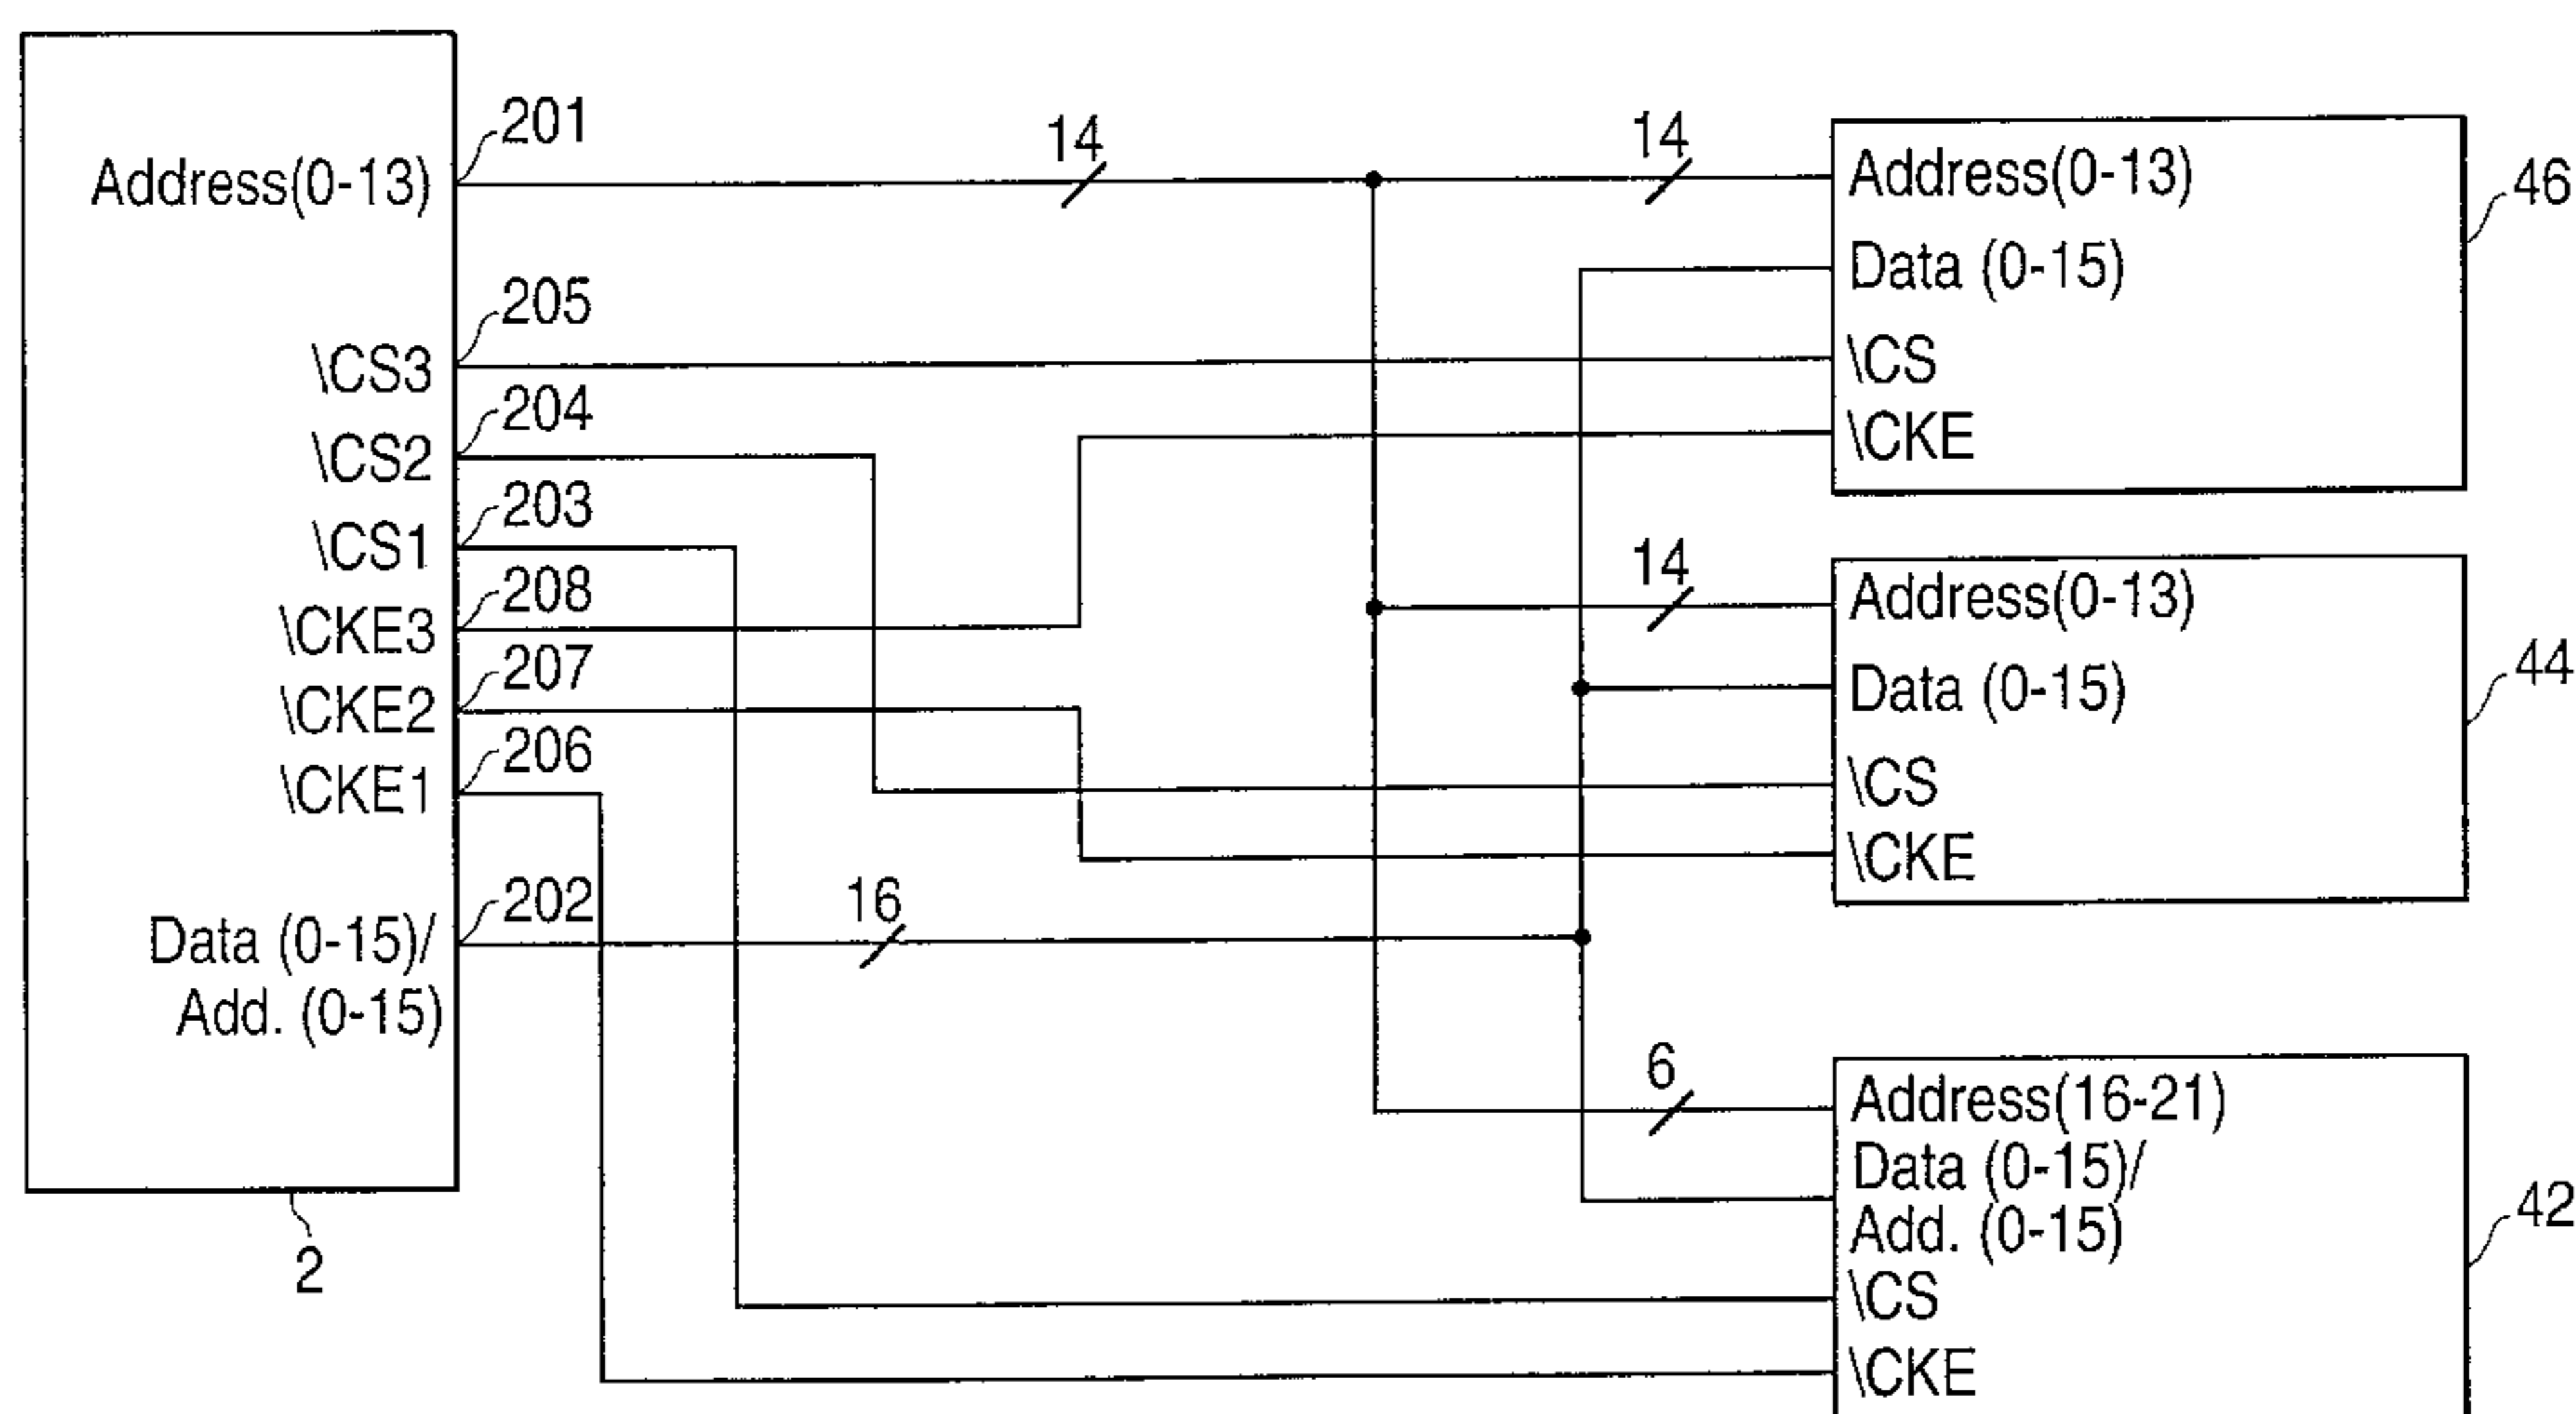 Address(0-13)
\CS3
\CS2
\CS1
\CKE3
\CKE2
\CKE1
Data (0-15)/
Add. (0-15)
2
201
205
204
203
208
207
206
202
14
14
14
16
6
Address(0-13)
Data (0-15)
\CS
\CKE
46
Address(0-13)
Data (0-15)
\CS
\CKE
44
Address(16-21)
Data (0-15)/
Add. (0-15)
\CS
\CKE
42